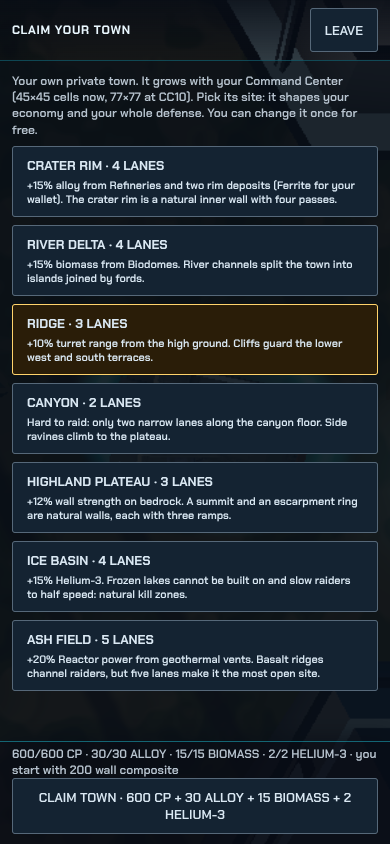 CLAIM YOUR TOWN
LEAVE
Your own private town. It grows with your Command Center
(45×45 cells now, 77×77 at CC10). Pick its site: it shapes your
economy and your whole defense. You can change it once for
free.
CRATER RIM · 4 LANES
+15% alloy from Refineries and two rim deposits (Ferrite for your
wallet). The crater rim is a natural inner wall with four passes.
RIVER DELTA · 4 LANES
+15% biomass from Biodomes. River channels split the town into
islands joined by fords.
RIDGE · 3 LANES
+10% turret range from the high ground. Cliffs guard the lower
west and south terraces.
CANYON · 2 LANES
Hard to raid: only two narrow lanes along the canyon floor. Side
ravines climb to the plateau.
HIGHLAND PLATEAU · 3 LANES
+12% wall strength on bedrock. A summit and an escarpment ring
are natural walls, each with three ramps.
ICE BASIN · 4 LANES
+15% Helium-3. Frozen lakes cannot be built on and slow raiders
to half speed: natural kill zones.
ASH FIELD · 5 LANES
+20% Reactor power from geothermal vents. Basalt ridges
channel raiders, but five lanes make it the most open site.
600/600 CP · 30/30 ALLOY · 15/15 BIOMASS · 2/2 HELIUM-3 · you
start with 200 wall composite
CLAIM TOWN · 600 CP + 30 ALLOY + 15 BIOMASS + 2
HELIUM-3